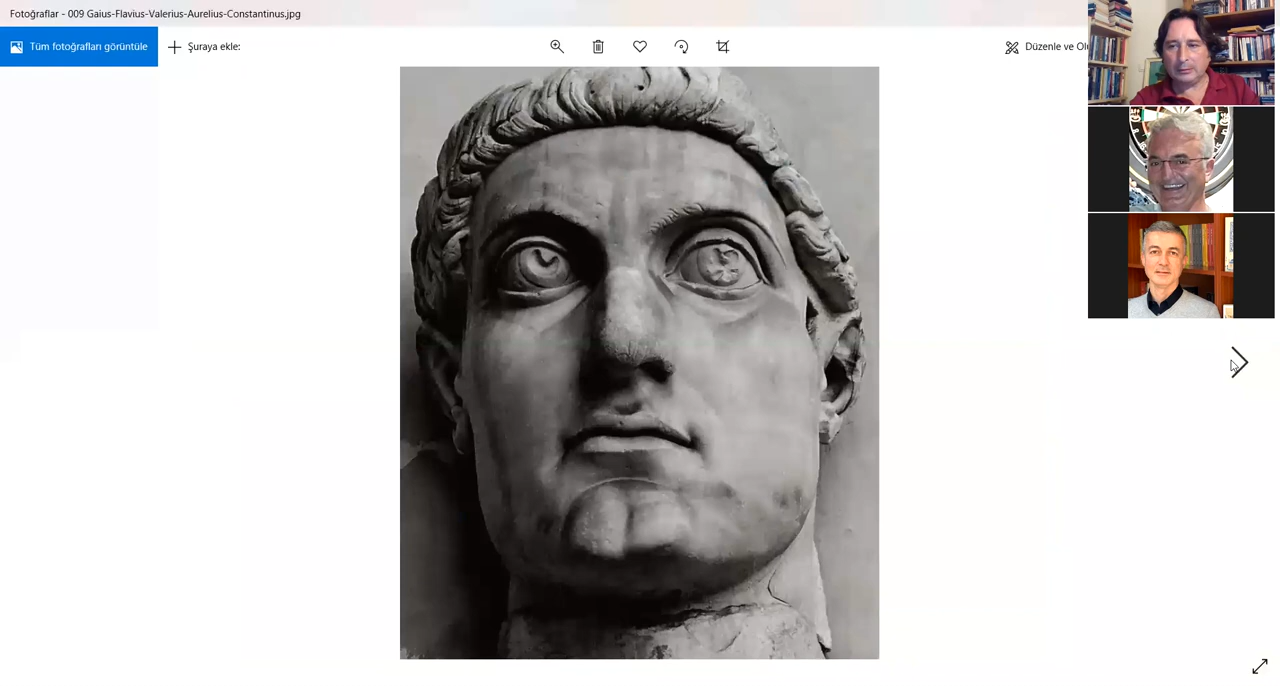 Fotoğraflar - 009 Gaius-Flavius-Valerius-Aurelius-Constantinus.jpg
Tüm fotoğrafları görüntüle
Şuraya ekle:
Düzenle ve Ol